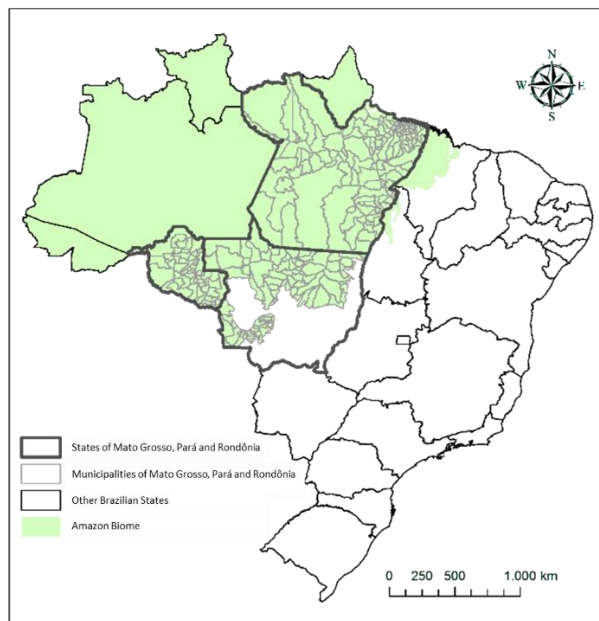 N
W E
S
States of Mato Grosso, Pará and Rondônia
Municipalities of Mato Grosso, Pará and Rondônia
Other Brazilian States
Amazon Biome
0 250 500 1.000 km